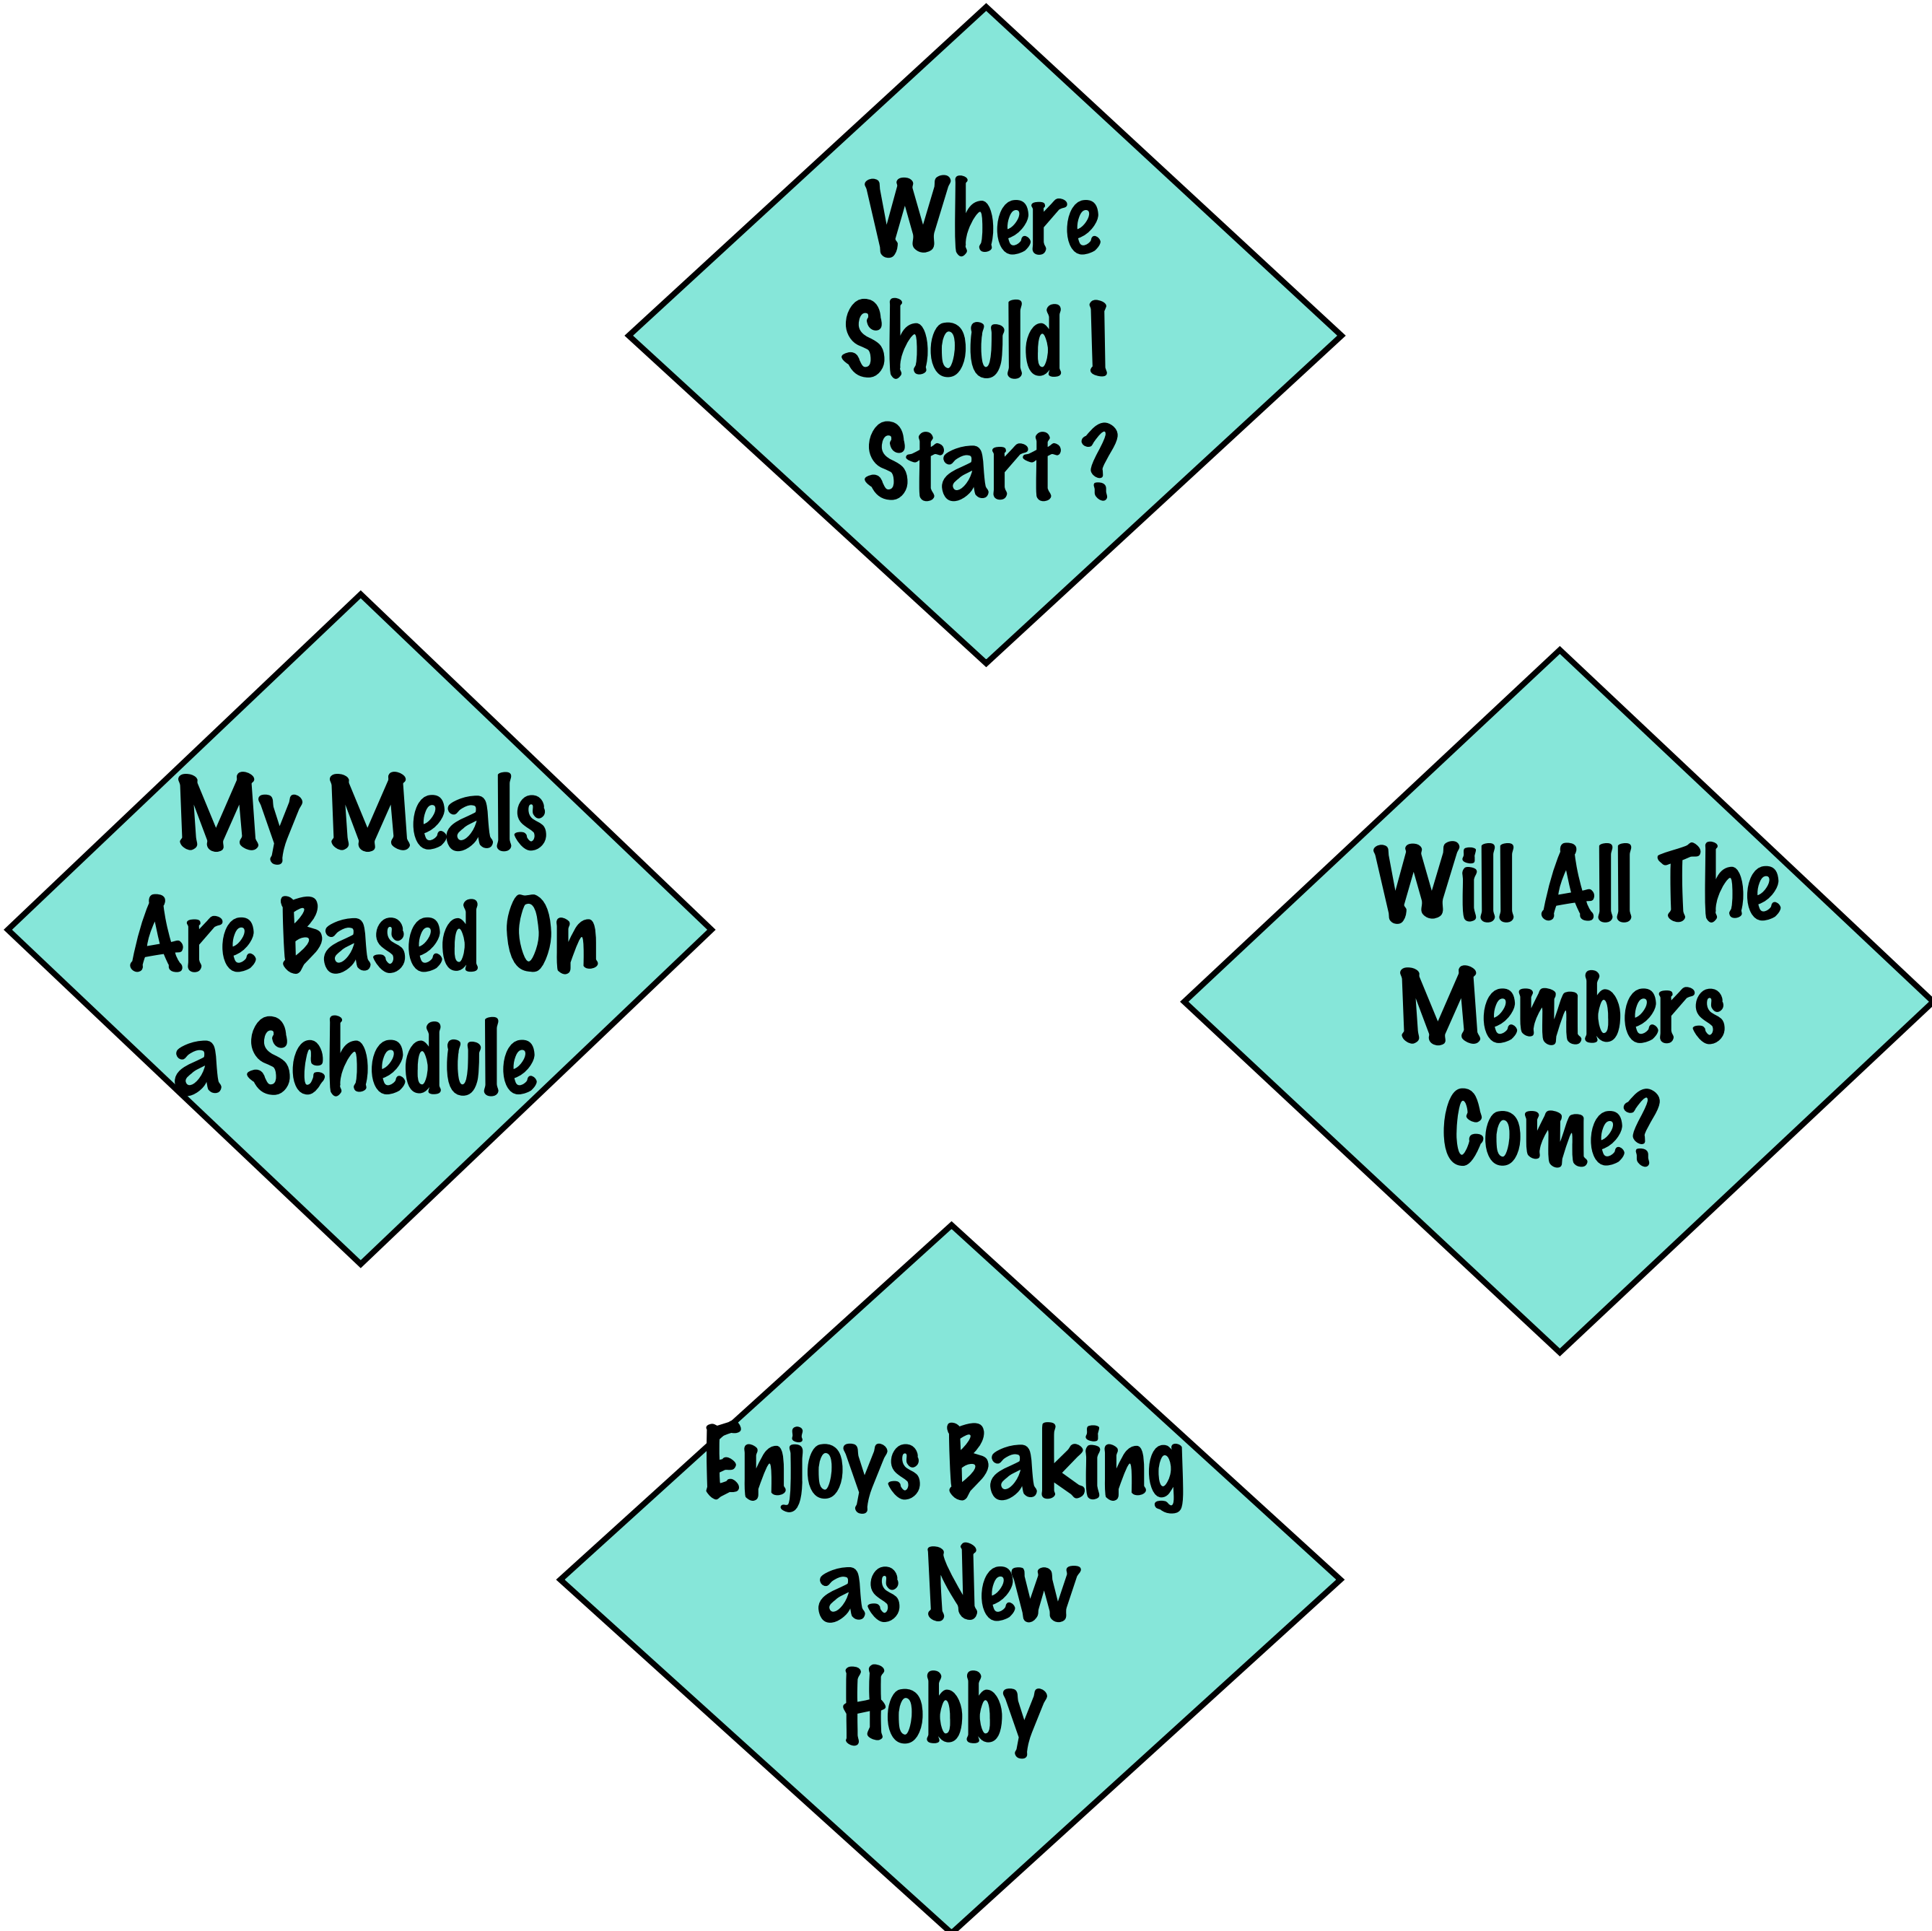 Where
Should I
Start ?
My Meals
Are Based On
a Schedule
Will All The
Members
Come?
Enjoys Baking
as New
Hobby